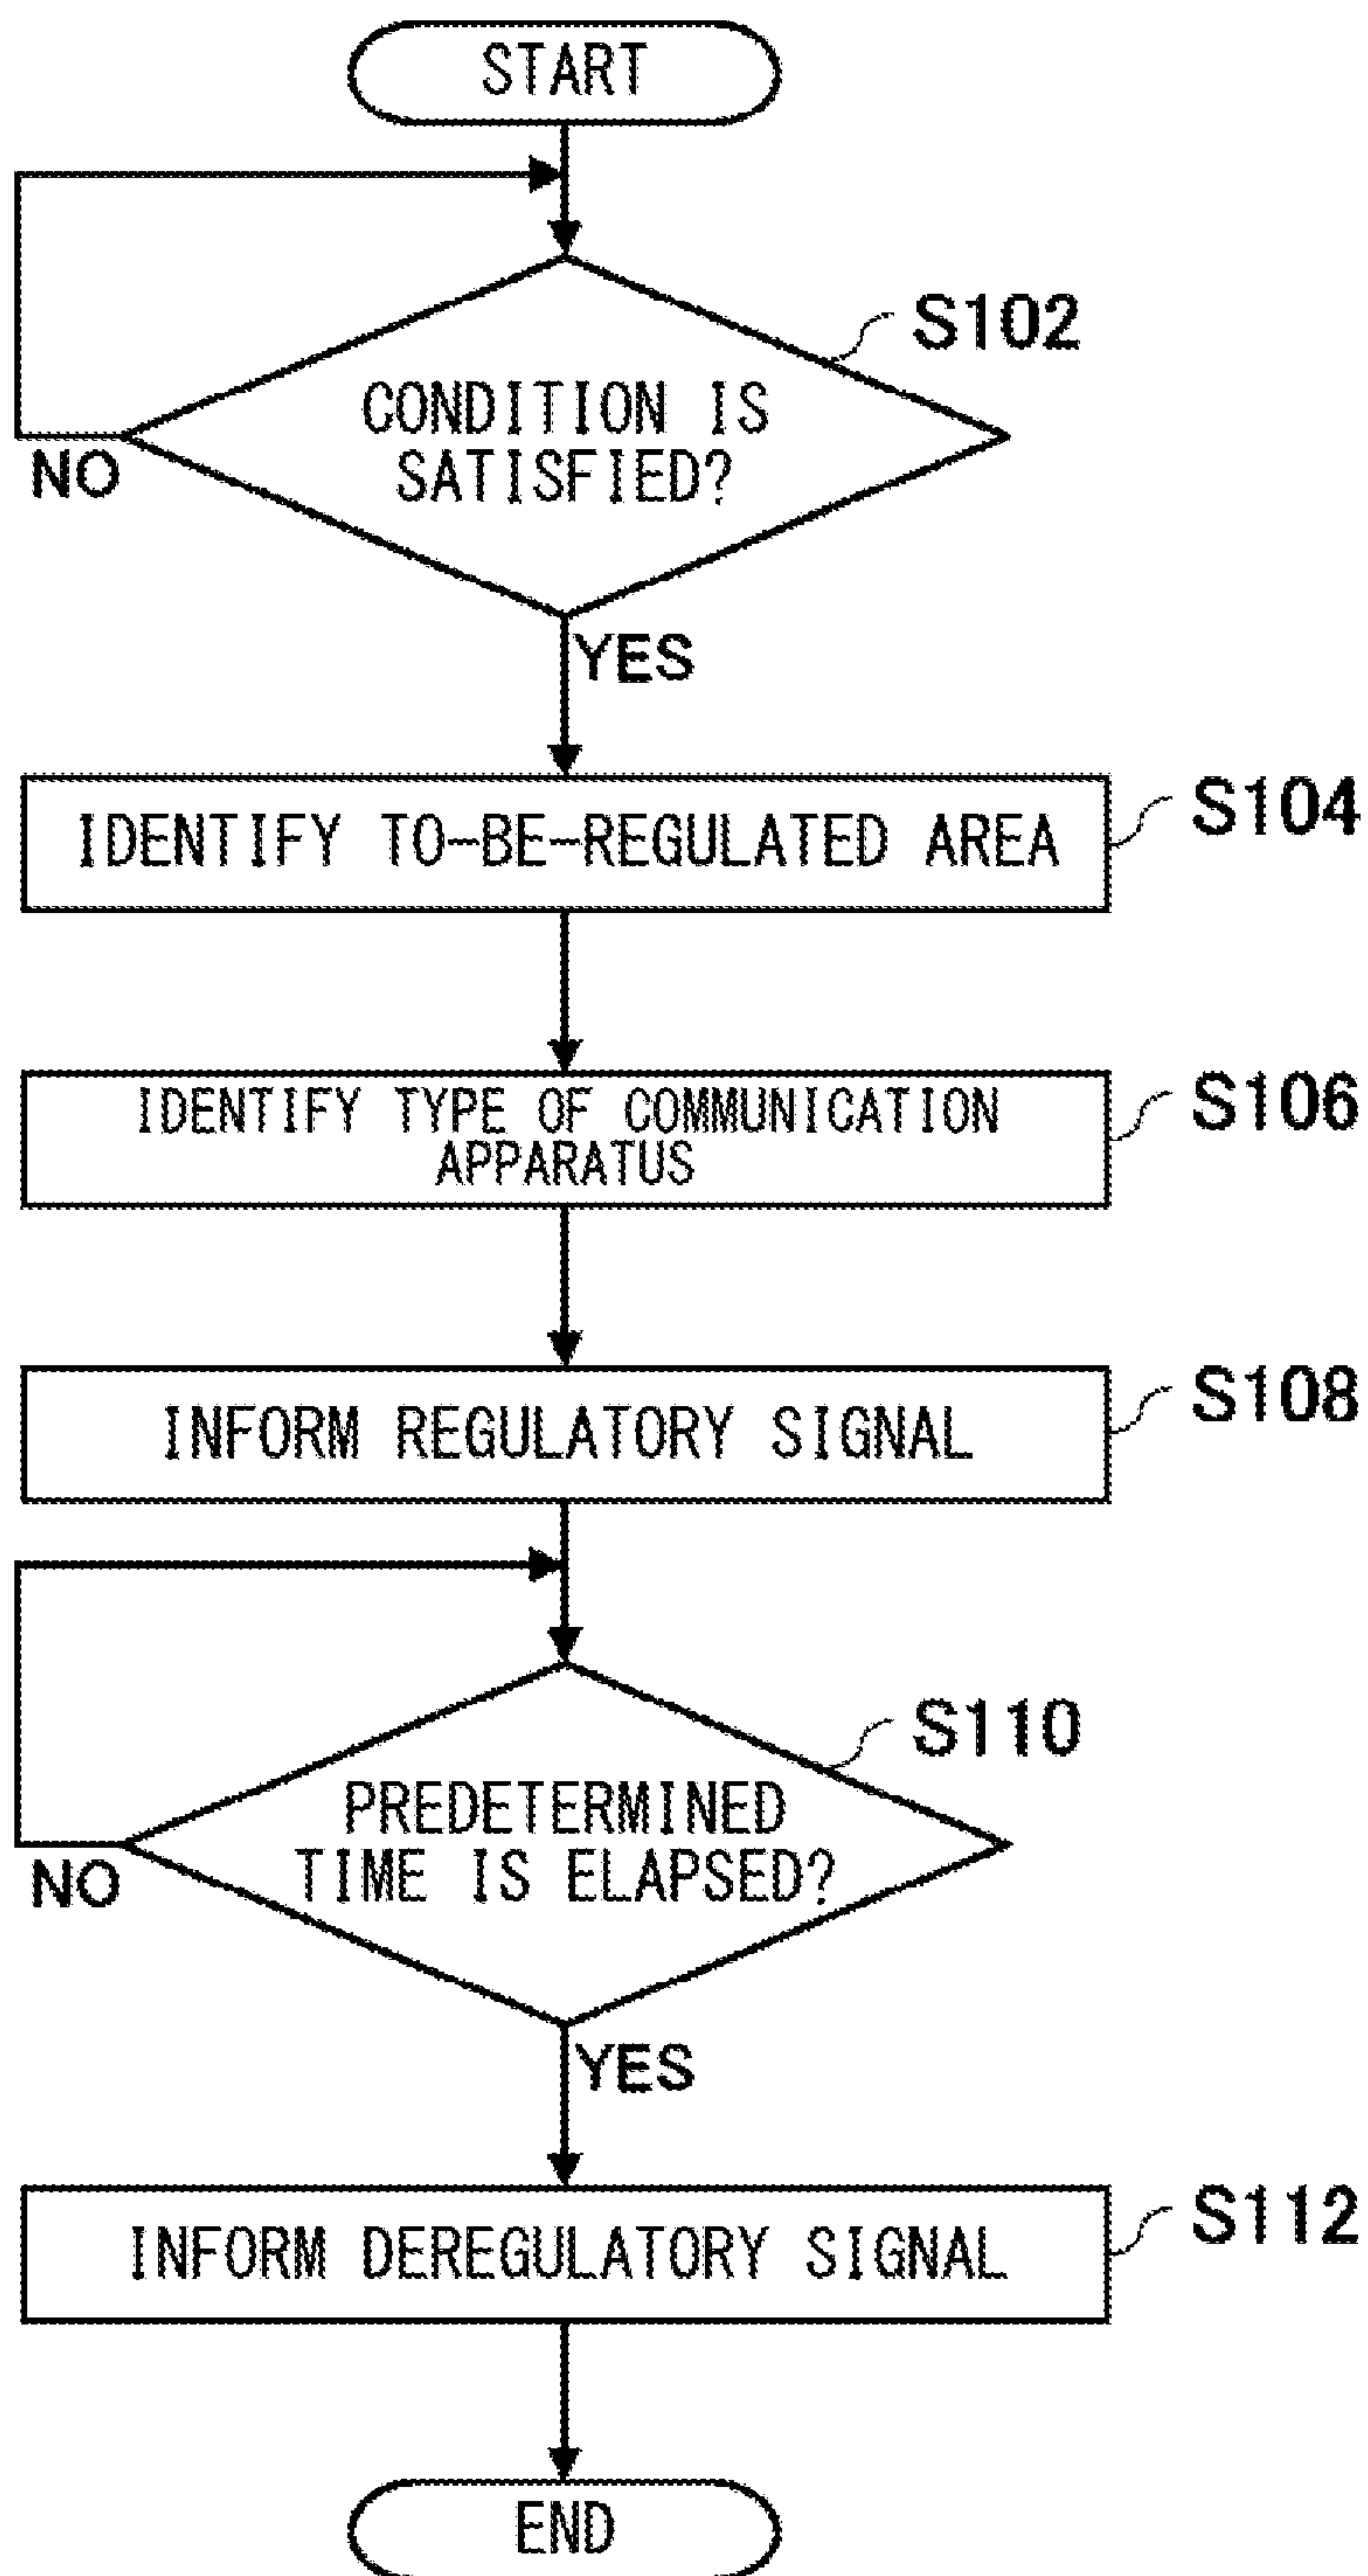 START
S102
CONDITION IS
SATISFIED?
NO
YES
IDENTIFY TO-BE-REGULATED AREA
S104
IDENTIFY TYPE OF COMMUNICATION
APPARATUS
S106
INFORM REGULATORY SIGNAL
S108
S110
PREDETERMINED
TIME IS ELAPSED?
NO
YES
INFORM DEREGULATORY SIGNAL
S112
END